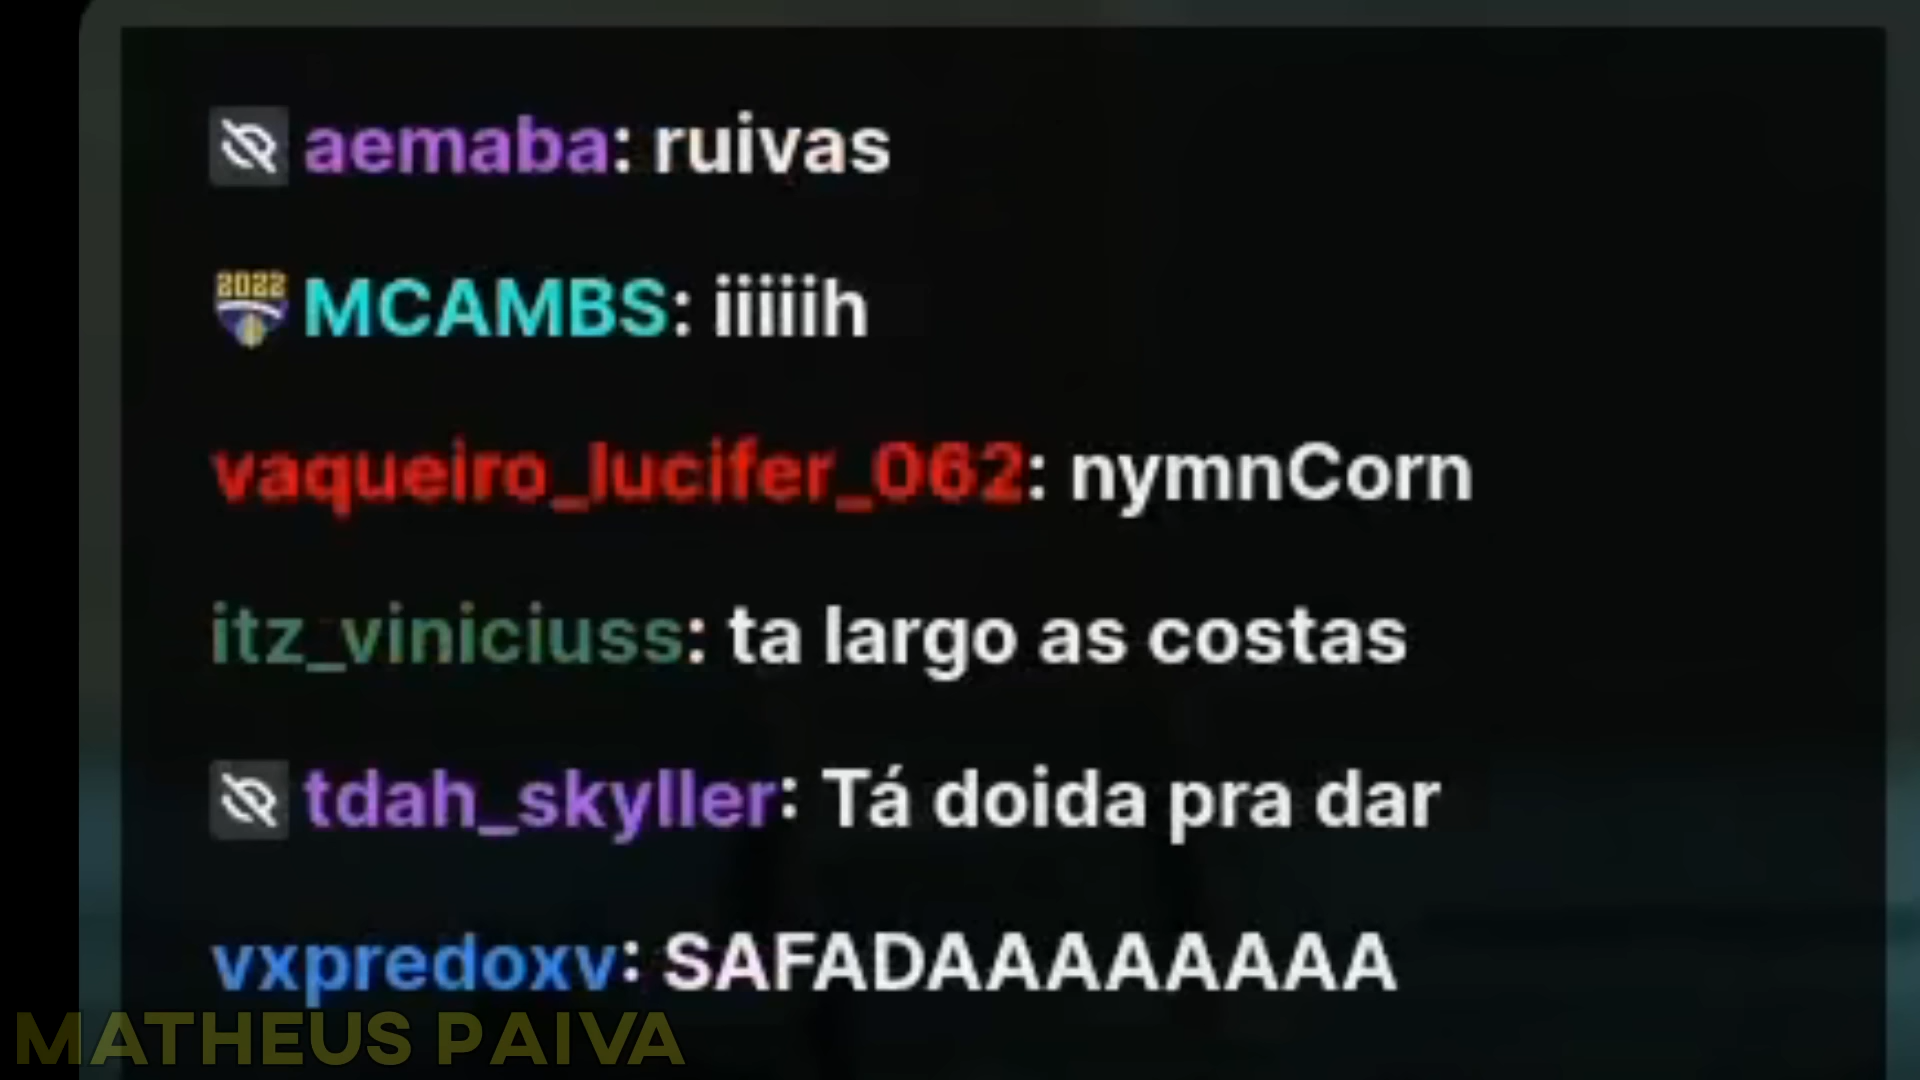 aemaba: ruivas
2022 MCAMBS: iiiiih
vaqueiro_lucifer_062: nymnCorn
itz_viniciuss: ta largo as costas
tdah_skyller: Tá doida pra dar
vxpredoxv: SAFADAAAAAAAAA
MATHEUS PAIVA